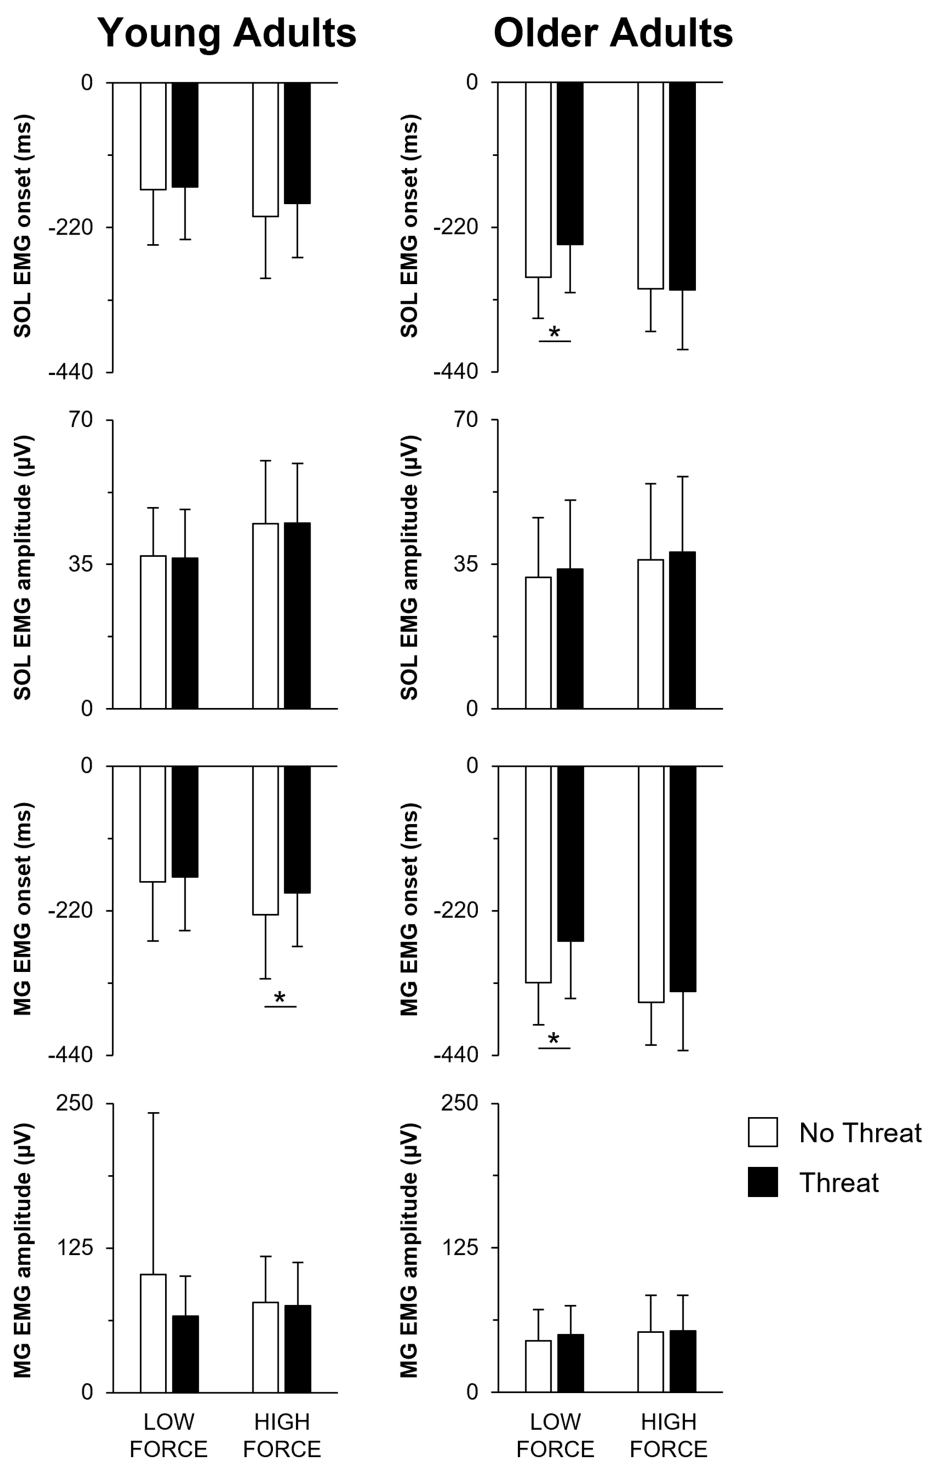 Young Adults
Older Adults
SOL EMG onset (ms)
0
-220
-440
SOL EMG onset (ms)
0
-220
-440
*
SOL EMG amplitude (µV)
70
35
0
SOL EMG amplitude (µV)
70
35
0
MG EMG onset (ms)
0
-220
-440
*
MG EMG onset (ms)
0
-220
-440
*
MG EMG amplitude (µV)
250
125
0
MG EMG amplitude (µV)
250
125
0
No Threat
Threat
LOW
FORCE
HIGH
FORCE
LOW
FORCE
HIGH
FORCE